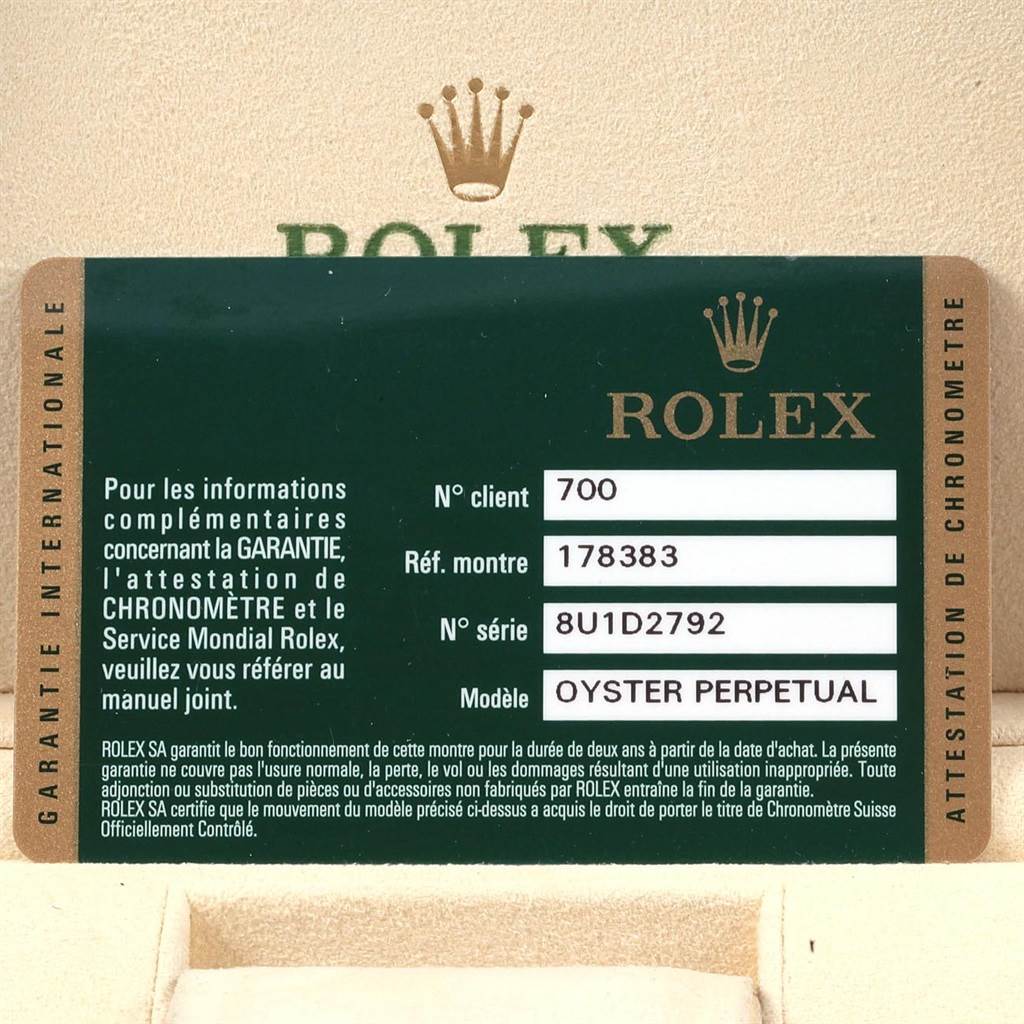 ROLEX
GARANTIE INTERNATIONALE
ROLEX
Pour les informations
complémentaires
concernant la GARANTIE,
l'attestation de
CHRONOMÈTRE et le
Service Mondial Rolex,
veuillez vous référer au
manuel joint.
N° client 700
Réf. montre 178383
N° série 8U1D2792
Modèle OYSTER PERPETUAL
ROLEX SA garantit le bon fonctionnement de cette montre pour la durée de deux ans à partir de la date d'achat. La présente
garantie ne couvre pas l'usure normale, la perte, le vol ou les dommages résultant d'une utilisation inappropriée. Toute
adjonction ou substitution de pièces ou d'accessoires non fabriqués par ROLEX entraîne la fin de la garantie.
ROLEX SA certifie que le mouvement du modèle précisé ci-dessus a acquis le droit de porter le titre de Chronomètre Suisse
Officiellement Contrôlé.
ATTESTATION DE CHRONOMETRE